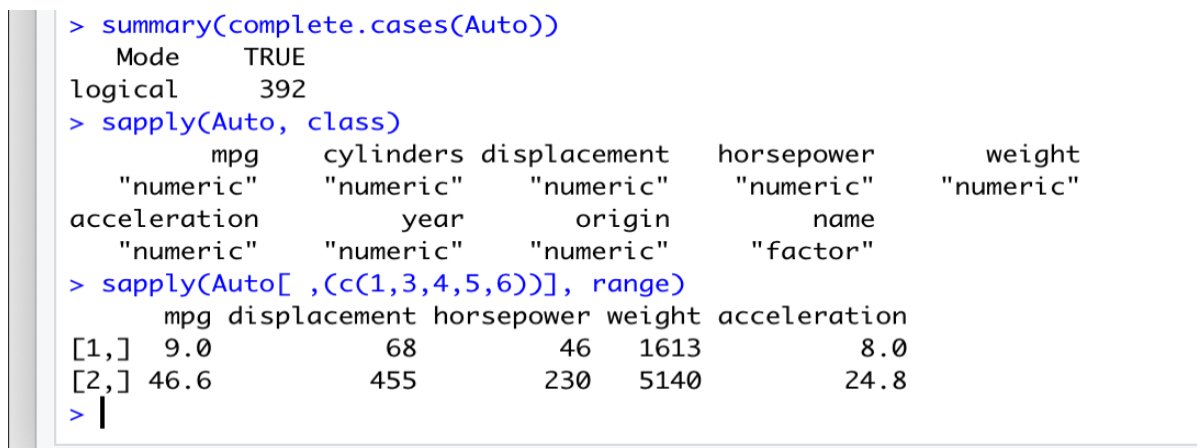 > summary(complete.cases(Auto))
   Mode    TRUE
logical     392
> sapply(Auto, class)
         mpg    cylinders displacement   horsepower       weight
   "numeric"    "numeric"    "numeric"    "numeric"    "numeric"
acceleration         year       origin         name
   "numeric"    "numeric"    "numeric"     "factor"
> sapply(Auto[ ,(c(1,3,4,5,6))], range)
      mpg displacement horsepower weight acceleration
[1,]  9.0           68         46   1613          8.0
[2,] 46.6          455        230   5140         24.8
>